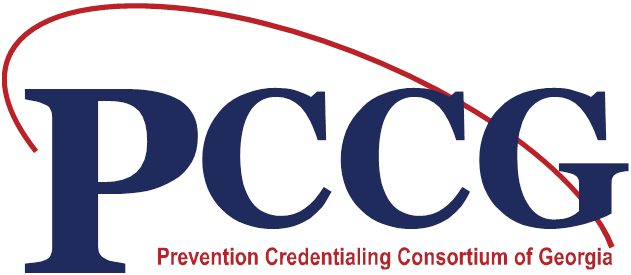 PCCG
Prevention Credentialing Consortium of Georgia